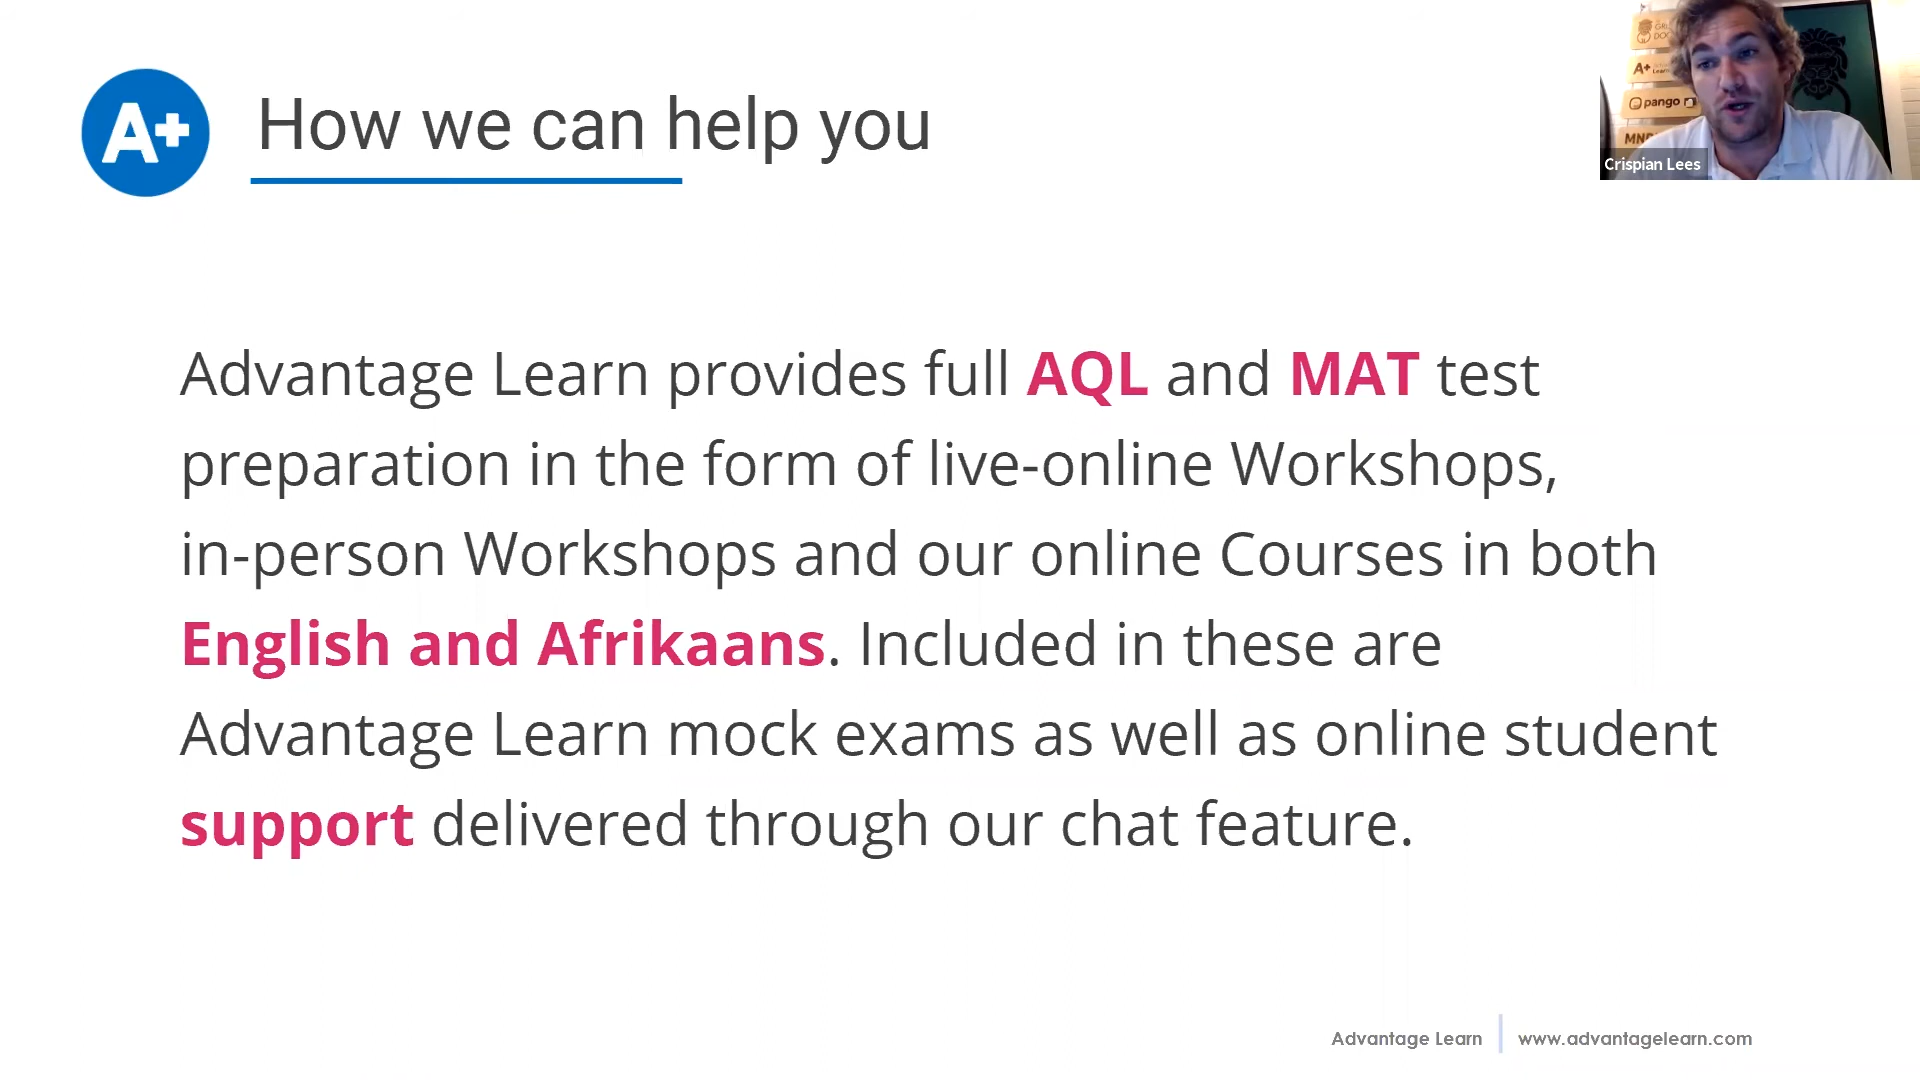 A+
How we can help you
Advantage Learn provides full AQL and MAT test
preparation in the form of live-online Workshops,
in-person Workshops and our online Courses in both
English and Afrikaans. Included in these are
Advantage Learn mock exams as well as online student
support delivered through our chat feature.
A+
Learn
pango
Crispian Lees
Advantage Learn
www.advantagelearn.com